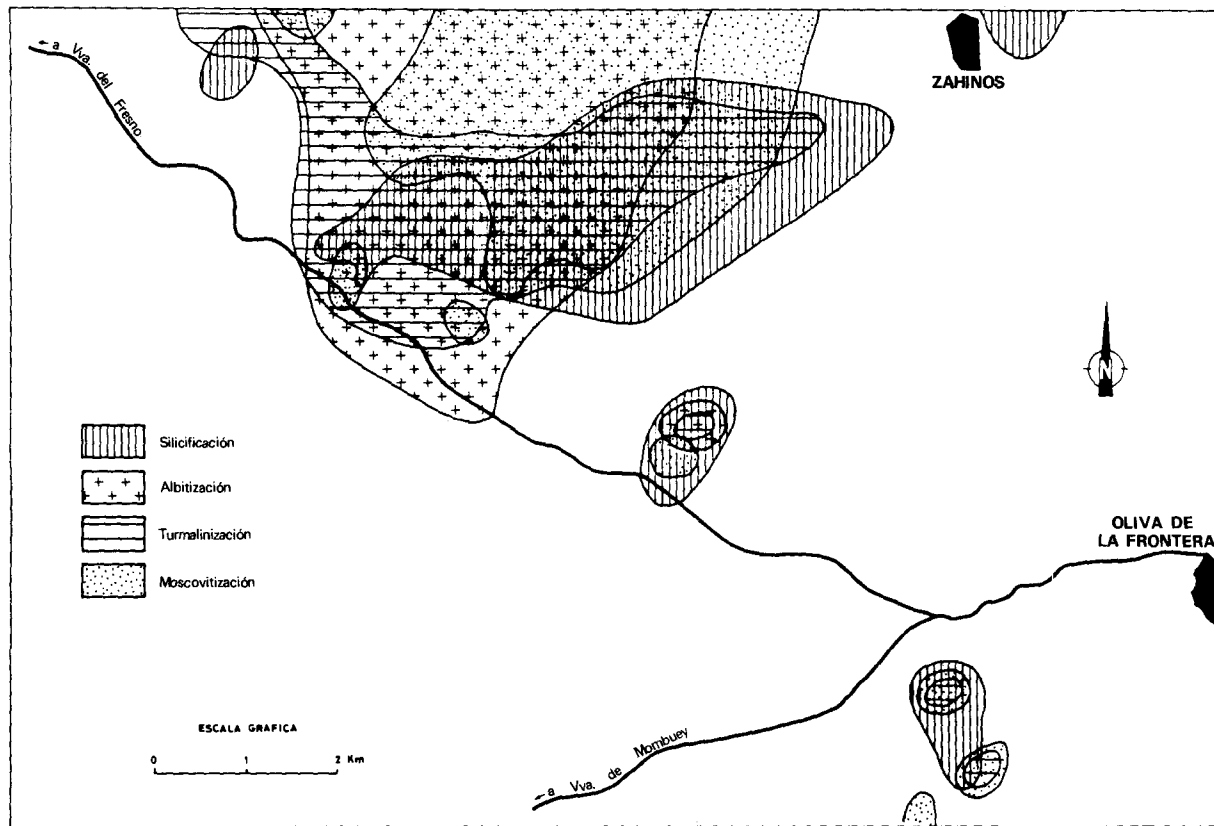 ← a Vva. del Fresno
ZAHINOS
N
Silicificación
Albitización
Turmalinización
Moscovitización
OLIVA DE
LA FRONTERA
ESCALA GRAFICA
0 1 2 Km
← a Vva. de Mombuey